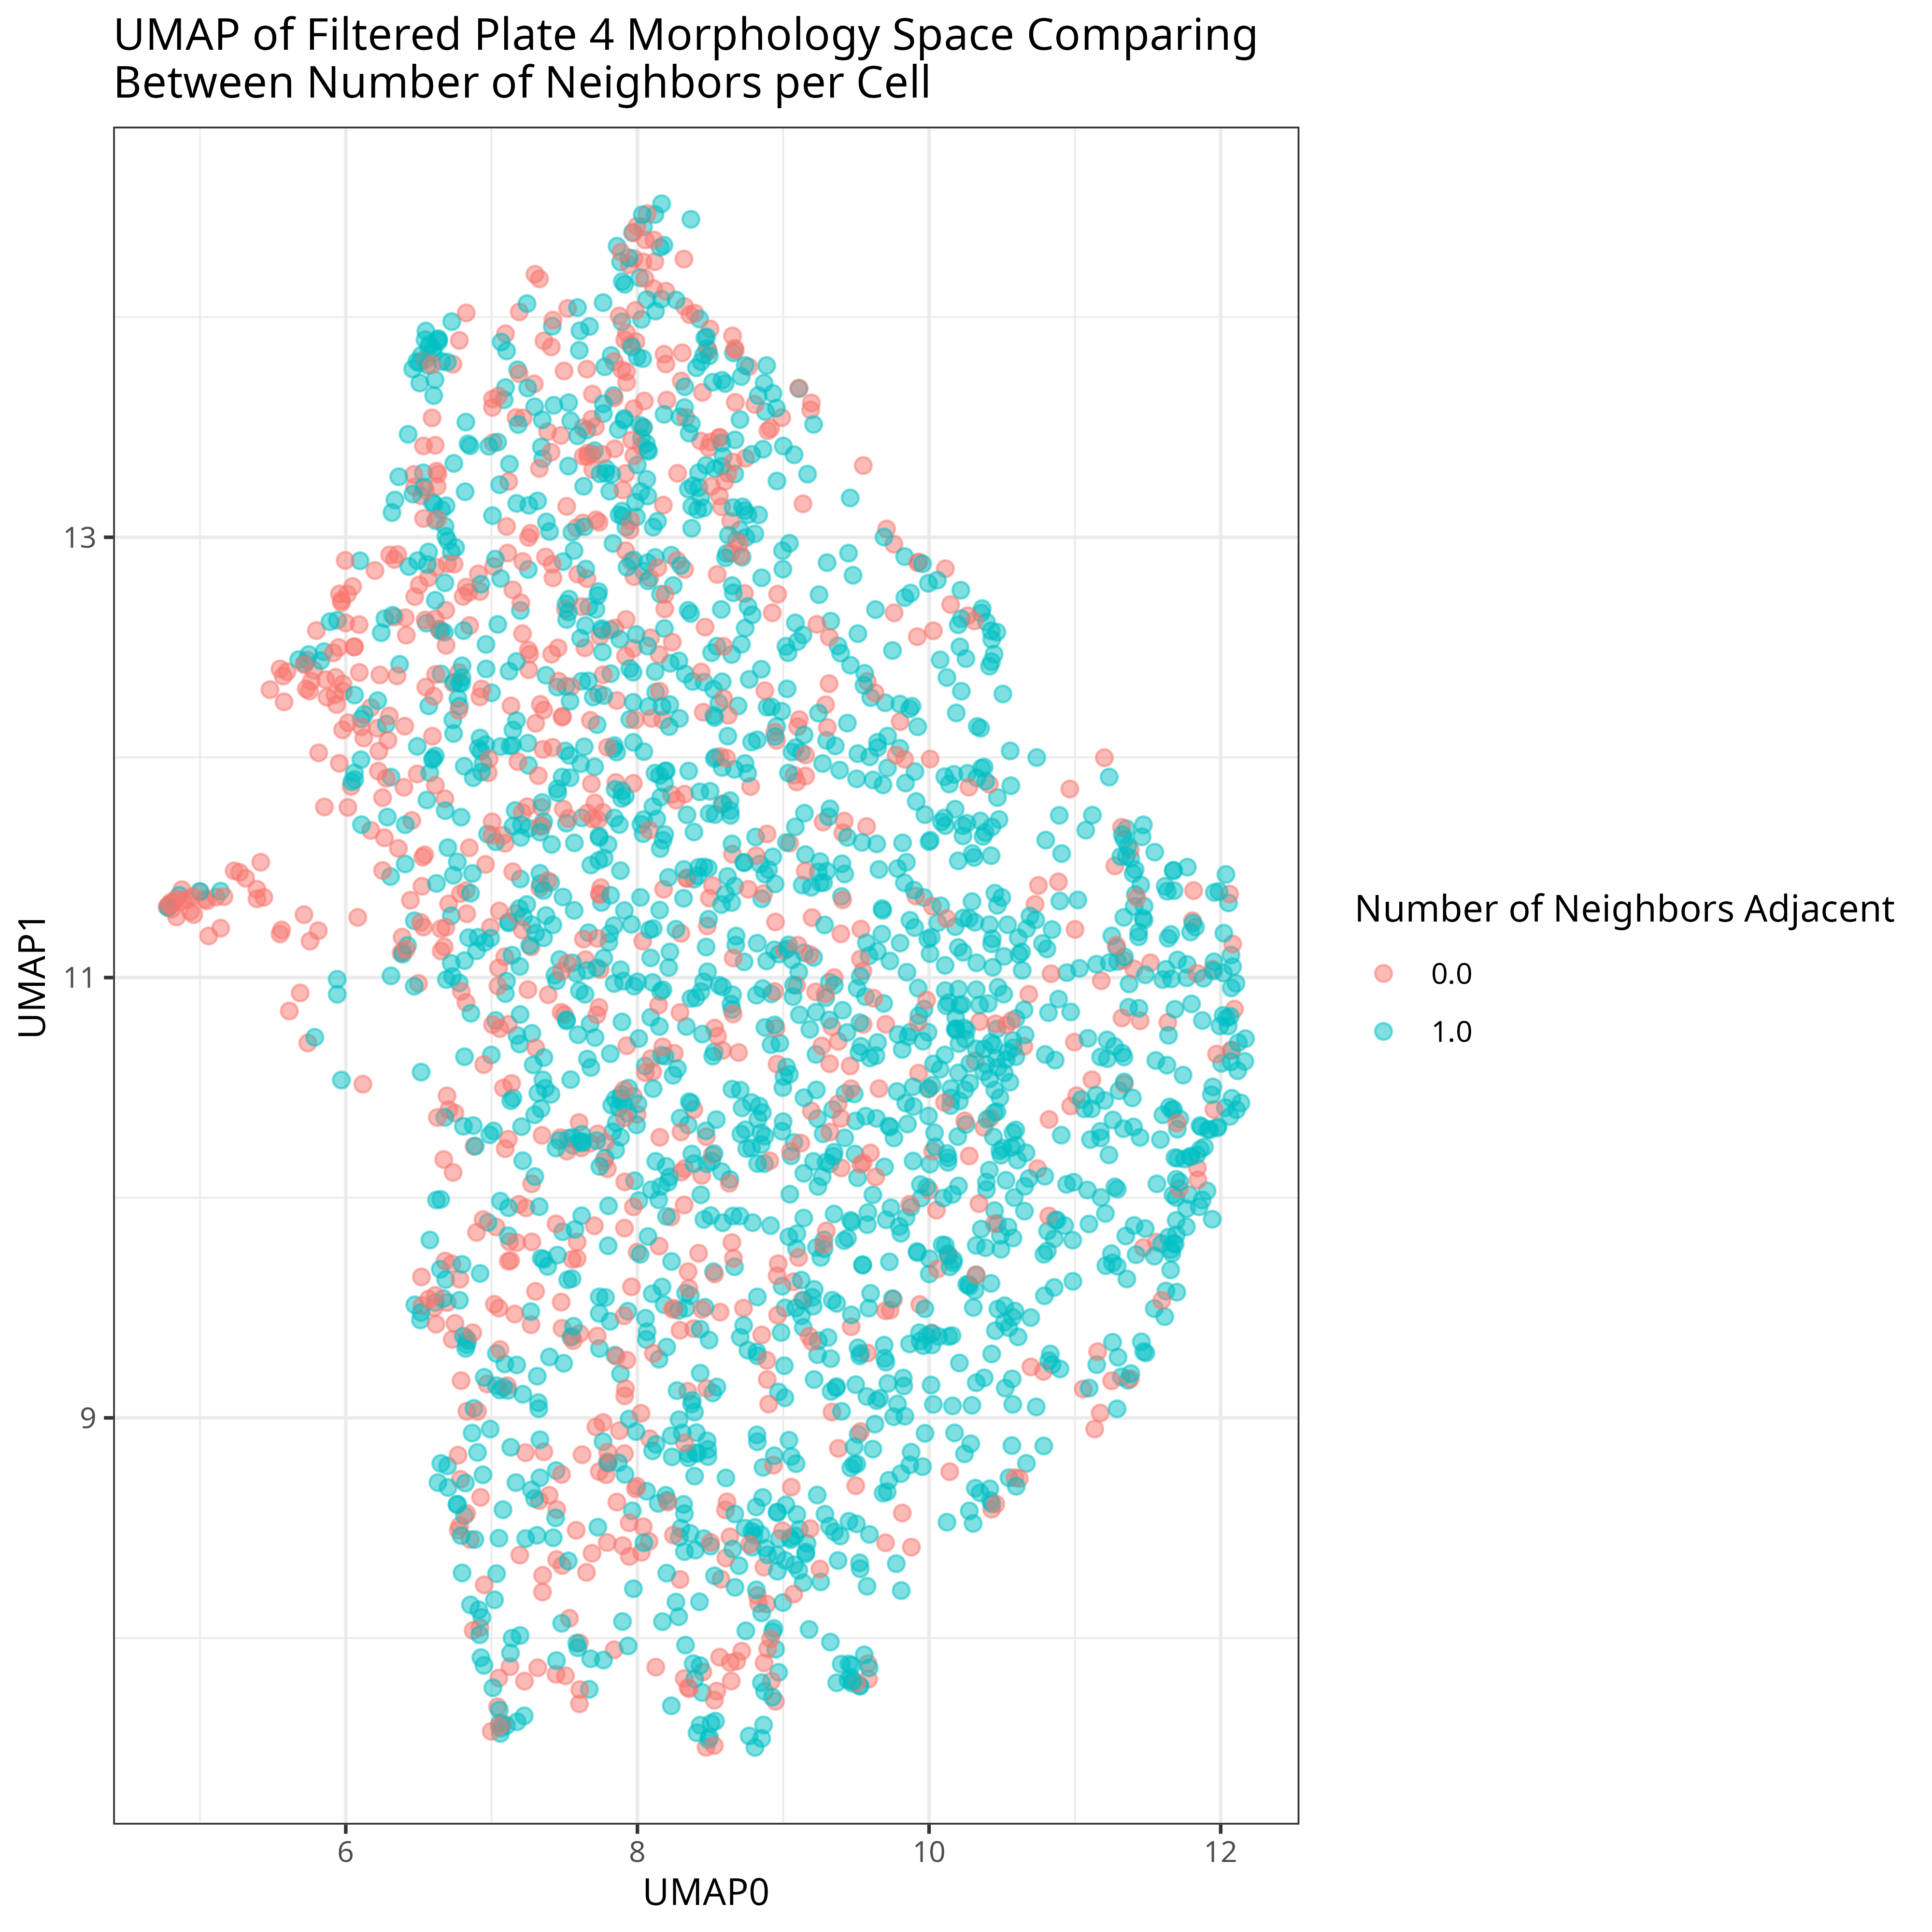 UMAP of Filtered Plate 4 Morphology Space Comparing
Between Number of Neighbors per Cell
13
11
9
UMAP1
6
8
10
12
UMAP0
Number of Neighbors Adjacent
0.0
1.0